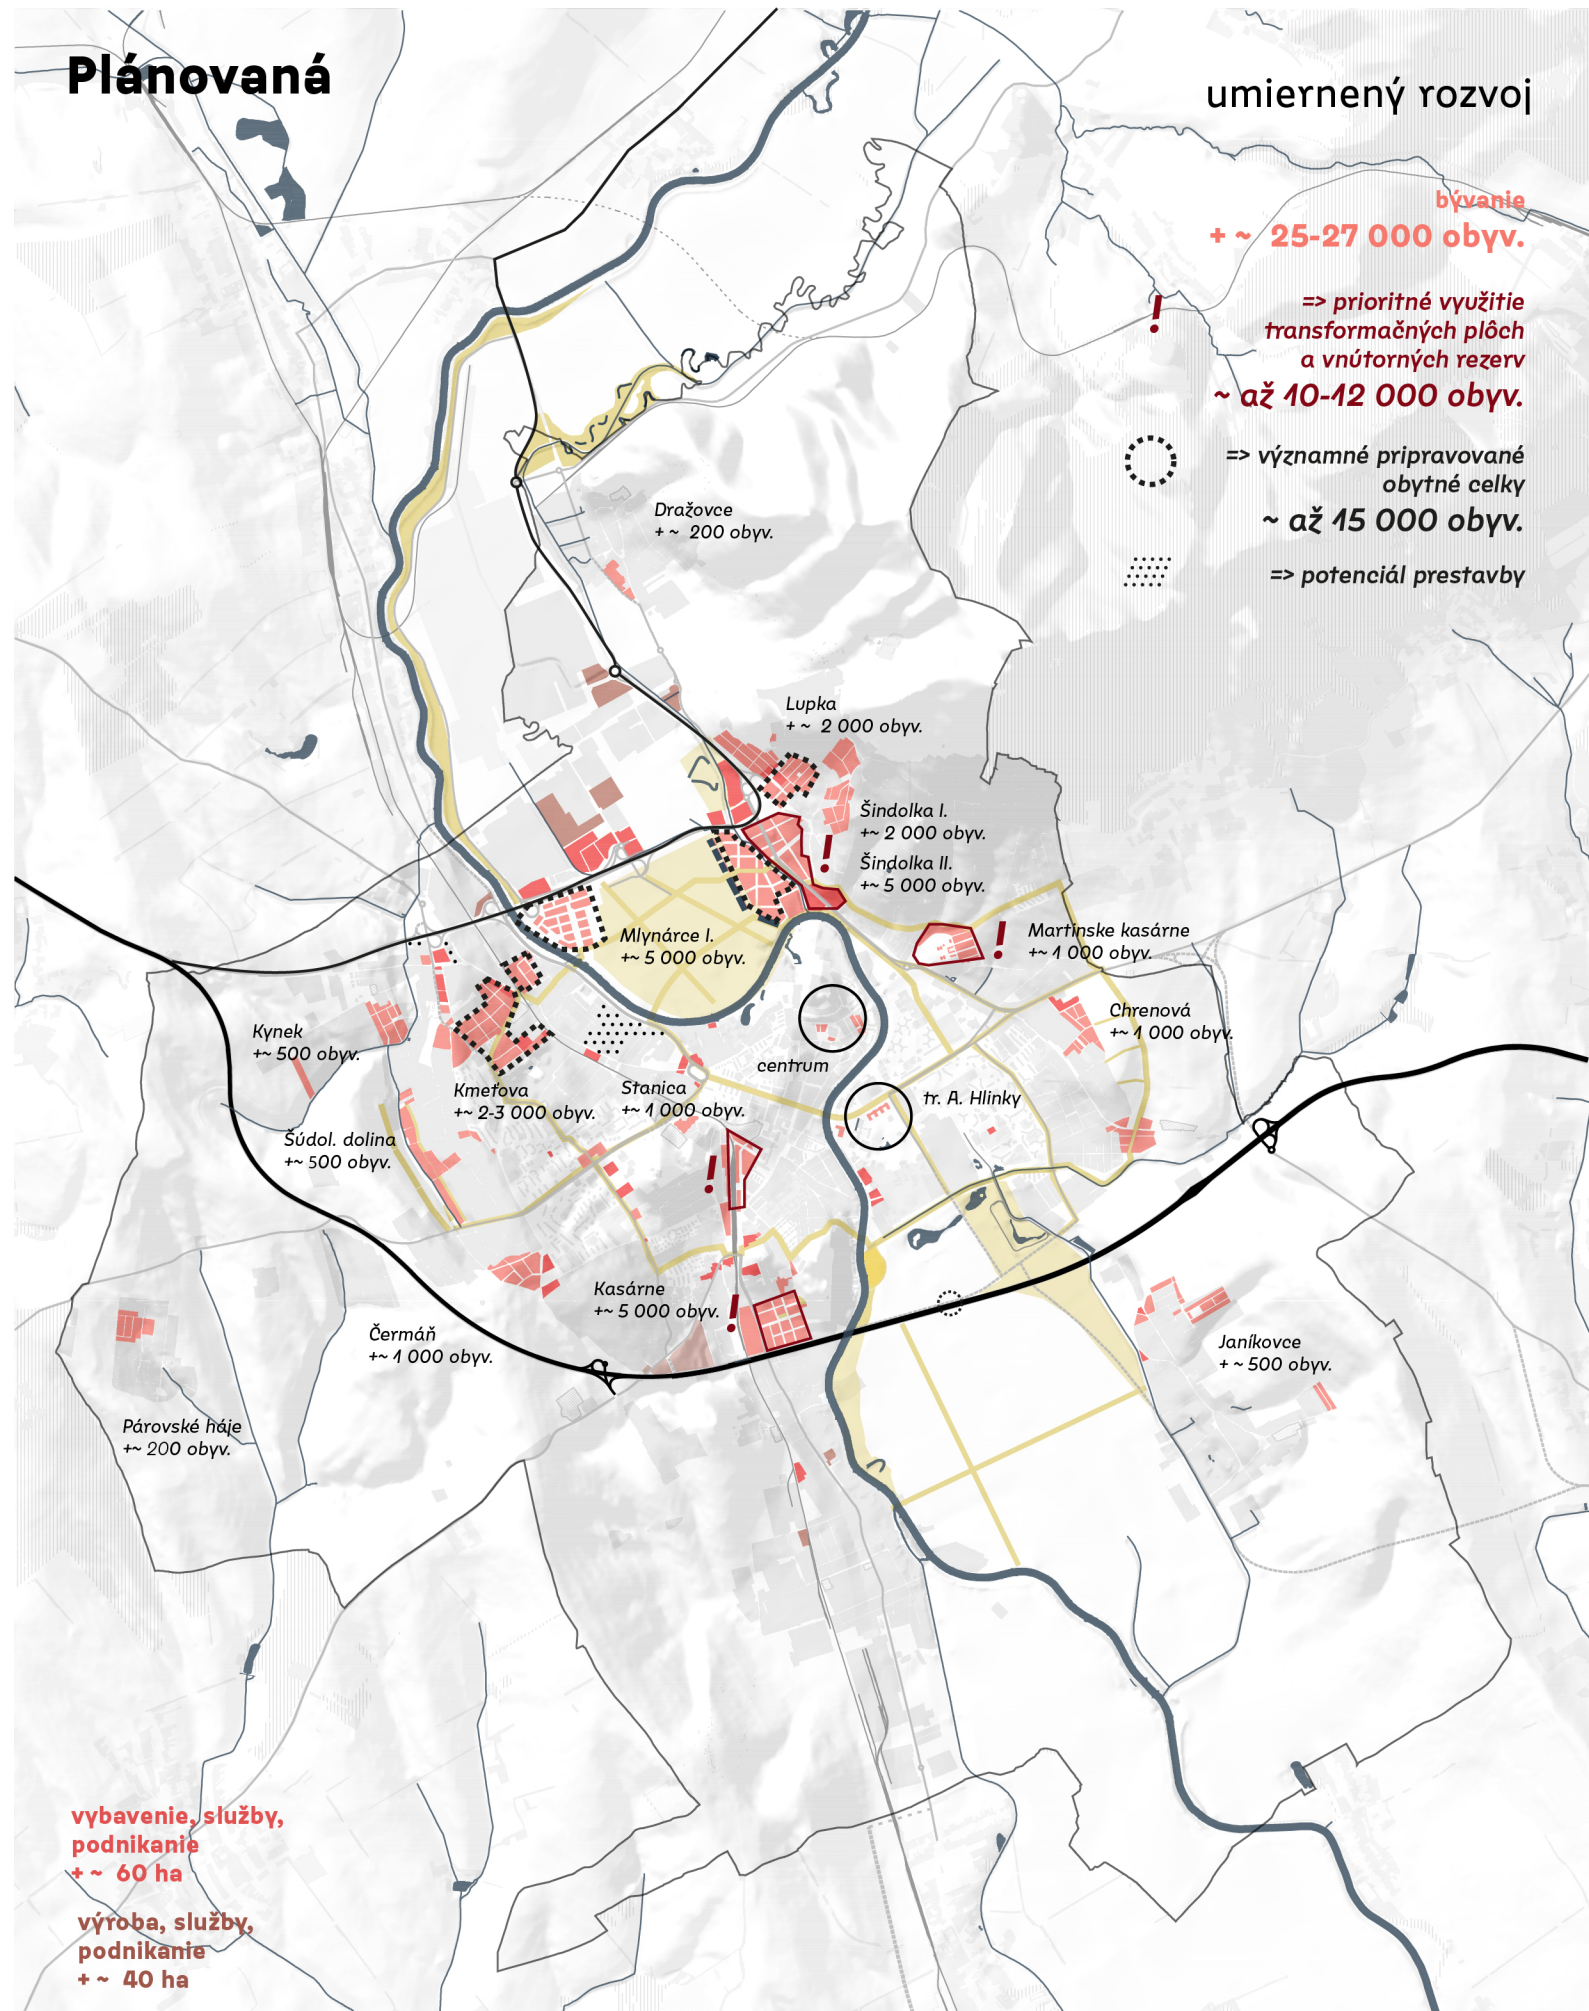 Plánovaná
umiernený rozvoj
bývanie
+ ~ 25-27 000 obyv.
!
=> prioritné využitie
transformačných plôch
a vnútorných rezerv
~ až 10-12 000 obyv.
=> významné pripravované
obytné celky
~ až 15 000 obyv.
=> potenciál prestavby
Dražovce
+ ~ 200 obyv.
Lupka
+ ~ 2 000 obyv.
Šindolka I.
+~ 2 000 obyv.
!
Šindolka II.
+~ 5 000 obyv.
Martinske kasárne
+~ 1 000 obyv.
!
Mlynárce I.
+~ 5 000 obyv.
Chrenová
+~ 1 000 obyv.
Kynek
+~ 500 obyv.
centrum
Kmeťova
+~ 2-3 000 obyv.
Stanica
+~ 1 000 obyv.
tr. A. Hlinky
Šúdol. dolina
+~ 500 obyv.
!
Kasárne
+~ 5 000 obyv.
!
Čermáň
+~ 1 000 obyv.
Janíkovce
+ ~ 500 obyv.
Párovské háje
+~ 200 obyv.
vybavenie, služby,
podnikanie
+ ~ 60 ha
výroba, služby,
podnikanie
+ ~ 40 ha